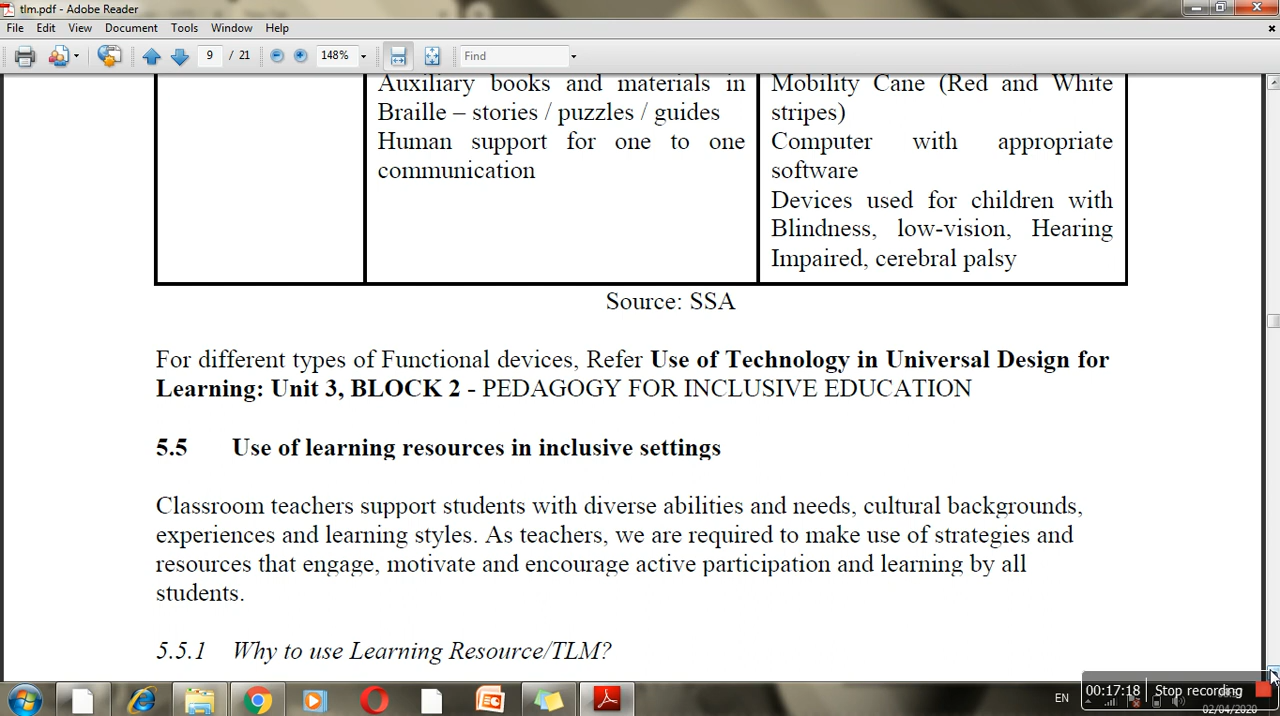 tlm.pdf - Adobe Reader
File Edit View Document Tools Window Help
9 / 21 148% Find
Auxiliary books and materials in
Braille – stories / puzzles / guides
Human support for one to one
communication
Mobility Cane (Red and White
stripes)
Computer with appropriate
software
Devices used for children with
Blindness, low-vision, Hearing
Impaired, cerebral palsy
Source: SSA
For different types of Functional devices, Refer Use of Technology in Universal Design for
Learning: Unit 3, BLOCK 2 - PEDAGOGY FOR INCLUSIVE EDUCATION
5.5 Use of learning resources in inclusive settings
Classroom teachers support students with diverse abilities and needs, cultural backgrounds,
experiences and learning styles. As teachers, we are required to make use of strategies and
resources that engage, motivate and encourage active participation and learning by all
students.
5.5.1 Why to use Learning Resource/TLM?
EN
00:17:18 Stop recording
02/04/2020